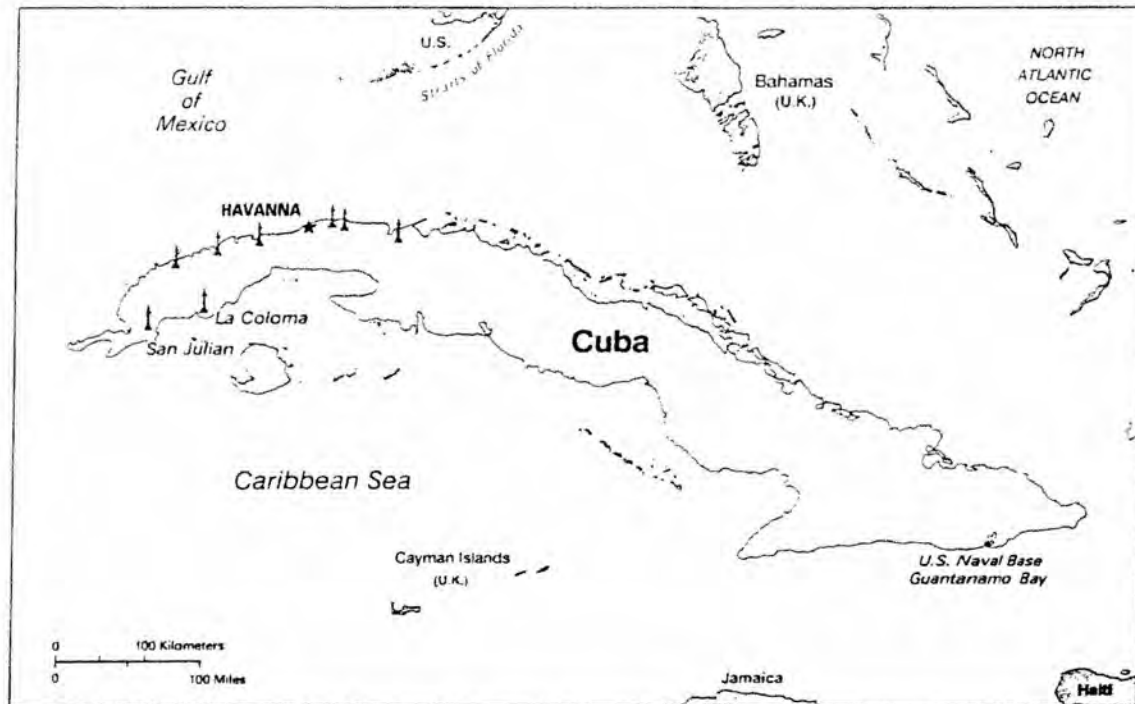 U.S.
Straits of Florida
Gulf
of
Mexico
Bahamas
(U.K.)
NORTH
ATLANTIC
OCEAN
HAVANNA
La Coloma
San Julian
Cuba
Caribbean Sea
Cayman Islands
(U.K.)
U.S. Naval Base
Guantanamo Bay
0 100 Kilometers
0 100 Miles
Jamaica
Haiti